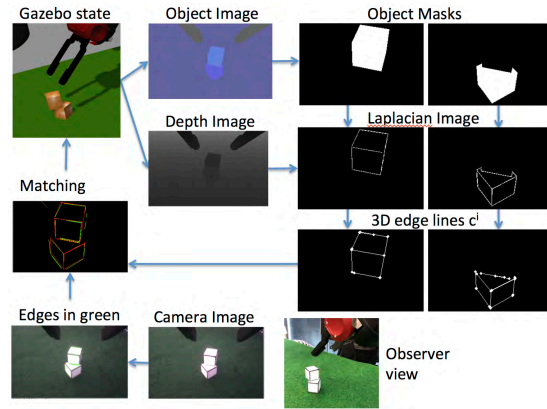 Gazebo state
Object Image
Object Masks
Depth Image
Laplacian Image
Matching
3D edge lines cⁱ
Edges in green
Camera Image
Observer
view